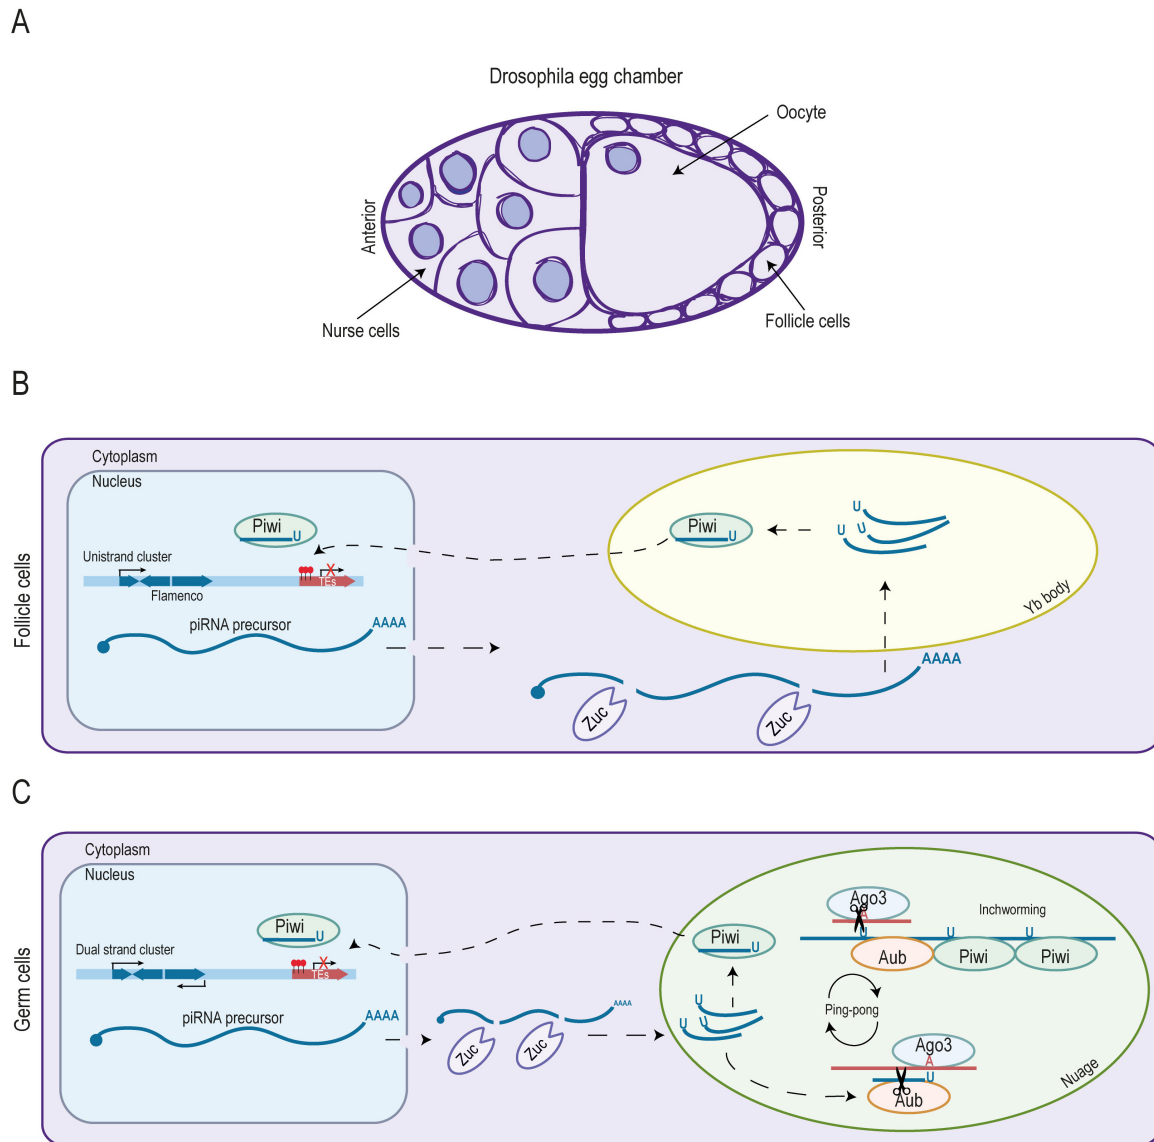 A
Drosophila egg chamber
Oocyte
Anterior
Posterior
Nurse cells
Follicle cells
B
Follicle cells
Cytoplasm
Nucleus
Piwi
U
Unistrand cluster
TEs
Flamenco
piRNA precursor
AAAA
Piwi
U
U
U
U
Yb body
AAAA
Zuc
Zuc
C
Germ cells
Cytoplasm
Nucleus
Piwi
U
Dual strand cluster
TEs
piRNA precursor
AAAA
AAAA
Zuc
Zuc
Piwi
U
U
U
U
Ago3
A
Inchworming
U
U
U
Aub
Piwi
Piwi
Ping-pong
Ago3
A
U
Aub
Nuage